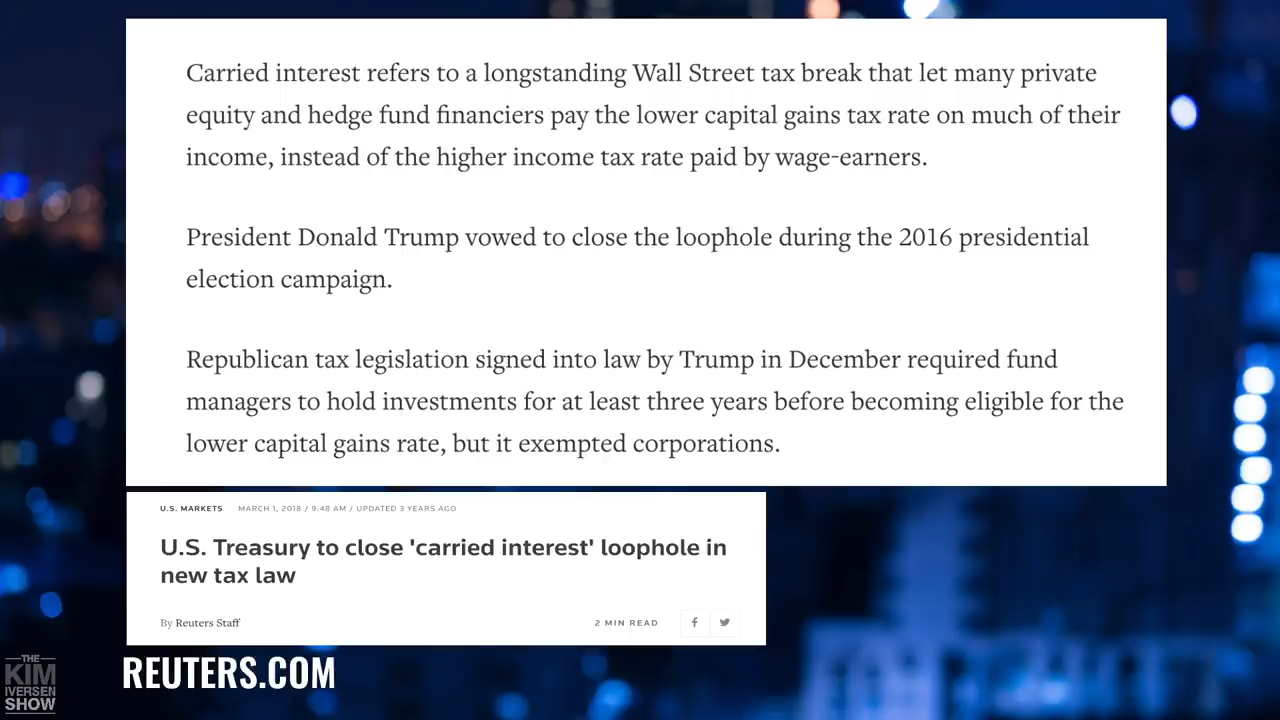 Carried interest refers to a longstanding Wall Street tax break that let many private
equity and hedge fund financiers pay the lower capital gains tax rate on much of their
income, instead of the higher income tax rate paid by wage-earners.
President Donald Trump vowed to close the loophole during the 2016 presidential
election campaign.
Republican tax legislation signed into law by Trump in December required fund
managers to hold investments for at least three years before becoming eligible for the
lower capital gains rate, but it exempted corporations.
U.S. MARKETS MARCH 1, 2018 / 9:48 AM / UPDATED 3 YEARS AGO
U.S. Treasury to close 'carried interest' loophole in
new tax law
By Reuters Staff 2 MIN READ
THE
KIM
IVERSEN
SHOW
REUTERS.COM